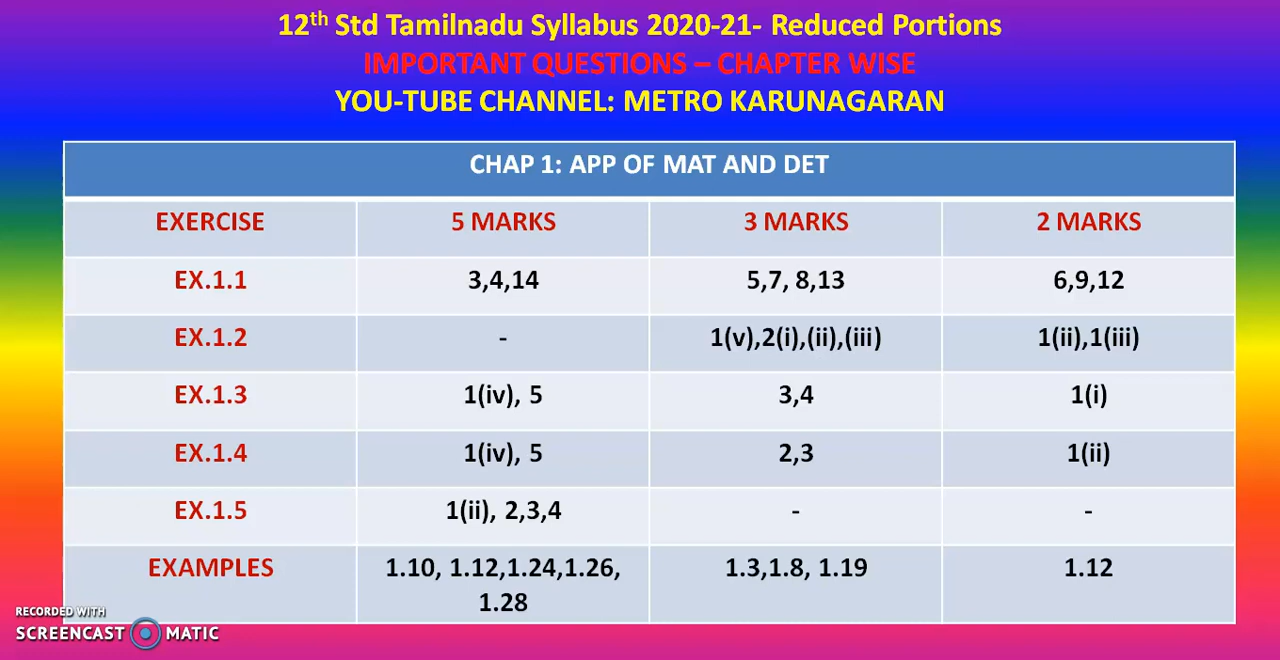 12th Std Tamilnadu Syllabus 2020-21- Reduced Portions
IMPORTANT QUESTIONS – CHAPTER WISE
YOU-TUBE CHANNEL: METRO KARUNAGARAN
CHAP 1: APP OF MAT AND DET
EXERCISE 5 MARKS 3 MARKS 2 MARKS
EX.1.1 3,4,14 5,7, 8,13 6,9,12
EX.1.2 - 1(v),2(i),(ii),(iii) 1(ii),1(iii)
EX.1.3 1(iv), 5 3,4 1(i)
EX.1.4 1(iv), 5 2,3 1(ii)
EX.1.5 1(ii), 2,3,4 - -
EXAMPLES 1.10, 1.12,1.24,1.26, 1.3,1.8, 1.19 1.12
1.28
RECORDED WITH
SCREENCAST MATIC